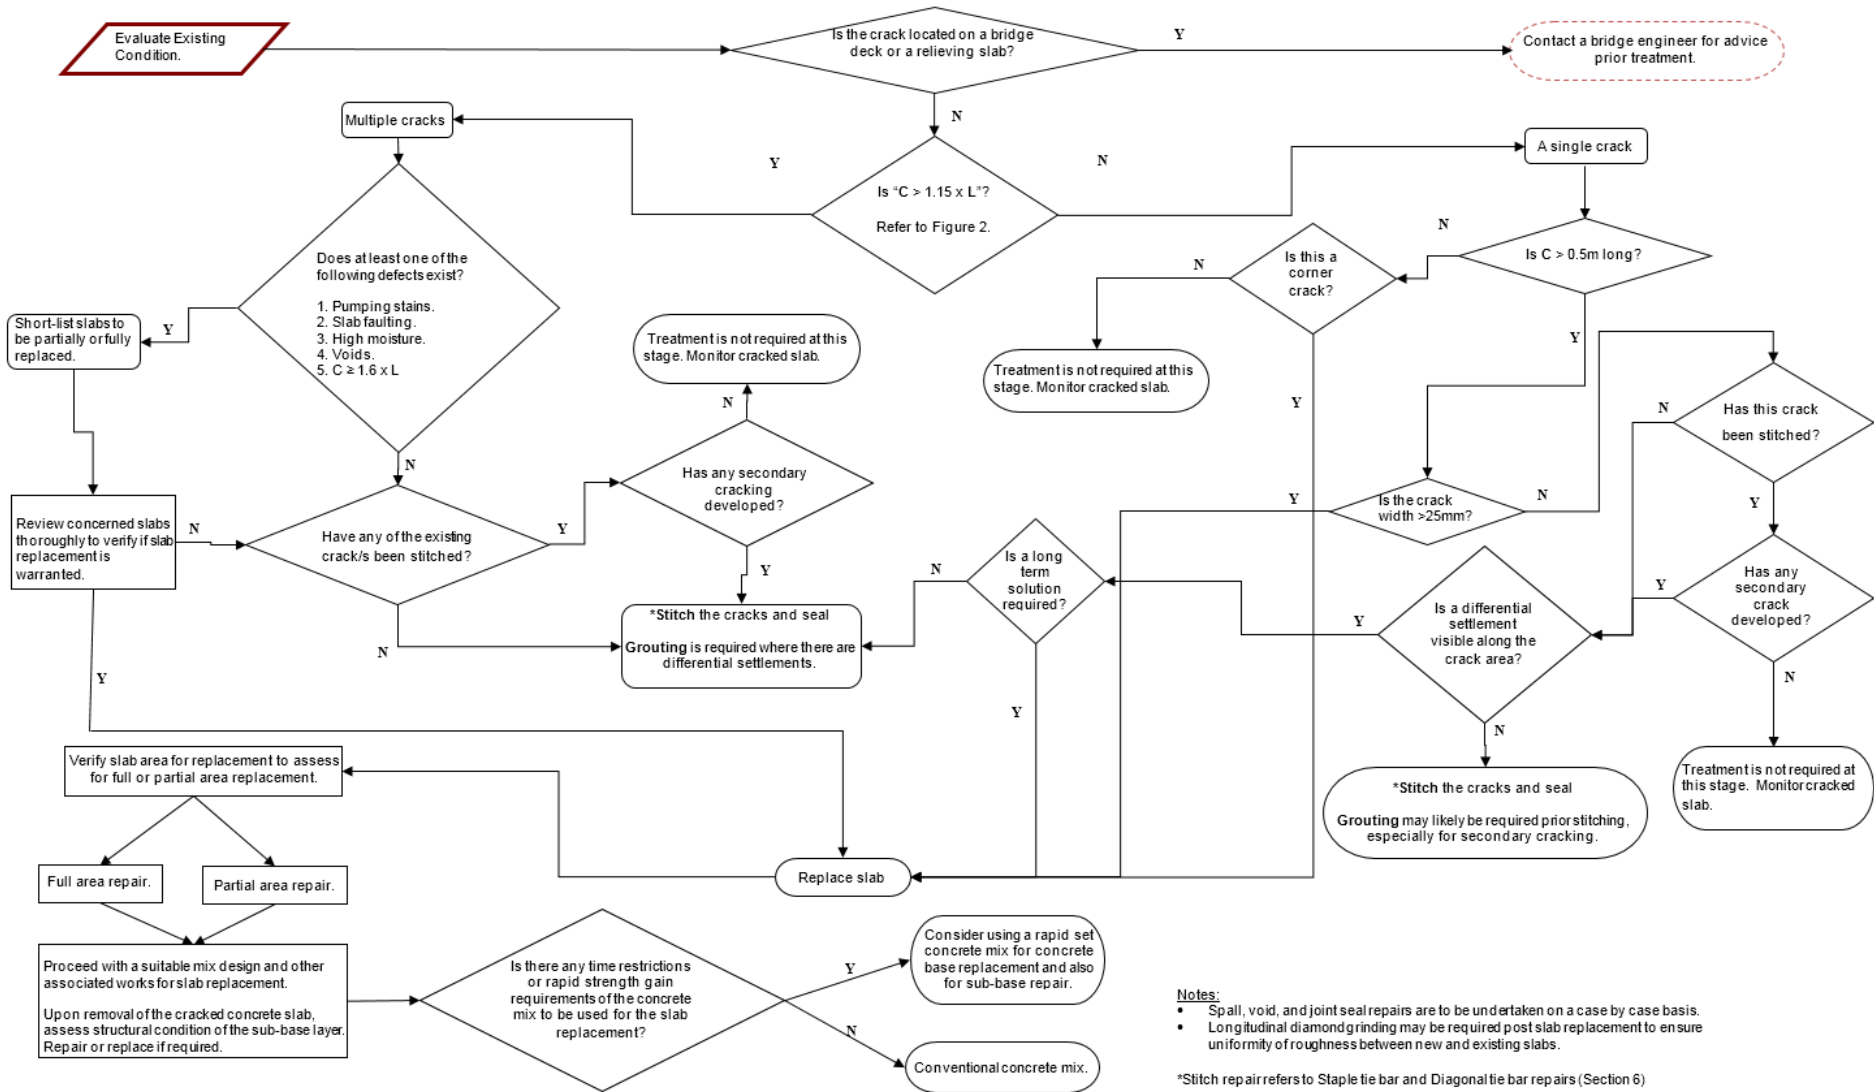 Evaluate Existing
Condition.
Is the crack located on a bridge
deck or a relieving slab?
Y
Contact a bridge engineer for advice
prior treatment.
N
Multiple cracks
Y
Is “C > 1.15 x L”?
Refer to Figure 2.
N
A single crack
Does at least one of the
following defects exist?
1. Pumping stains.
2. Slab faulting.
3. High moisture.
4. Voids.
5. C ≥ 1.6 x L
Y
Short-list slabs to
be partially or fully
replaced.
N
Is C > 0.5m long?
N
Y
Is this a
corner
crack?
N
Y
Treatment is not required at this
stage. Monitor cracked slab.
Treatment is not required at this
stage. Monitor cracked slab.
N
Has any secondary
cracking
developed?
Y
Review concerned slabs
thoroughly to verify if slab
replacement is
warranted.
N
Y
Have any of the existing
crack/s been stitched?
Y
N
*Stitch the cracks and seal
Grouting is required where there are
differential settlements.
Is a long
term
solution
required?
N
Y
Is the crack
width >25mm?
Y
N
Has this crack
been stitched?
N
Y
Has any
secondary
crack
developed?
Y
N
Is a differential
settlement
visible along the
crack area?
Y
N
*Stitch the cracks and seal
Grouting may likely be required prior stitching,
especially for secondary cracking.
Treatment is not required at
this stage. Monitor cracked
slab.
Verify slab area for replacement to assess
for full or partial area replacement.
Full area repair.
Partial area repair.
Replace slab
Proceed with a suitable mix design and other
associated works for slab replacement.
Upon removal of the cracked concrete slab,
assess structural condition of the sub-base layer.
Repair or replace if required.
Is there any time restrictions
or rapid strength gain
requirements of the concrete
mix to be used for the slab
replacement?
Y
Consider using a rapid set
concrete mix for concrete
base replacement and also
for sub-base repair.
N
Conventional concrete mix.
Notes:
• Spall, void, and joint seal repairs are to be undertaken on a case by case basis.
• Longitudinal diamond grinding may be required post slab replacement to ensure
uniformity of roughness between new and existing slabs.
*Stitch repair refers to Staple tie bar and Diagonal tie bar repairs (Section 6)